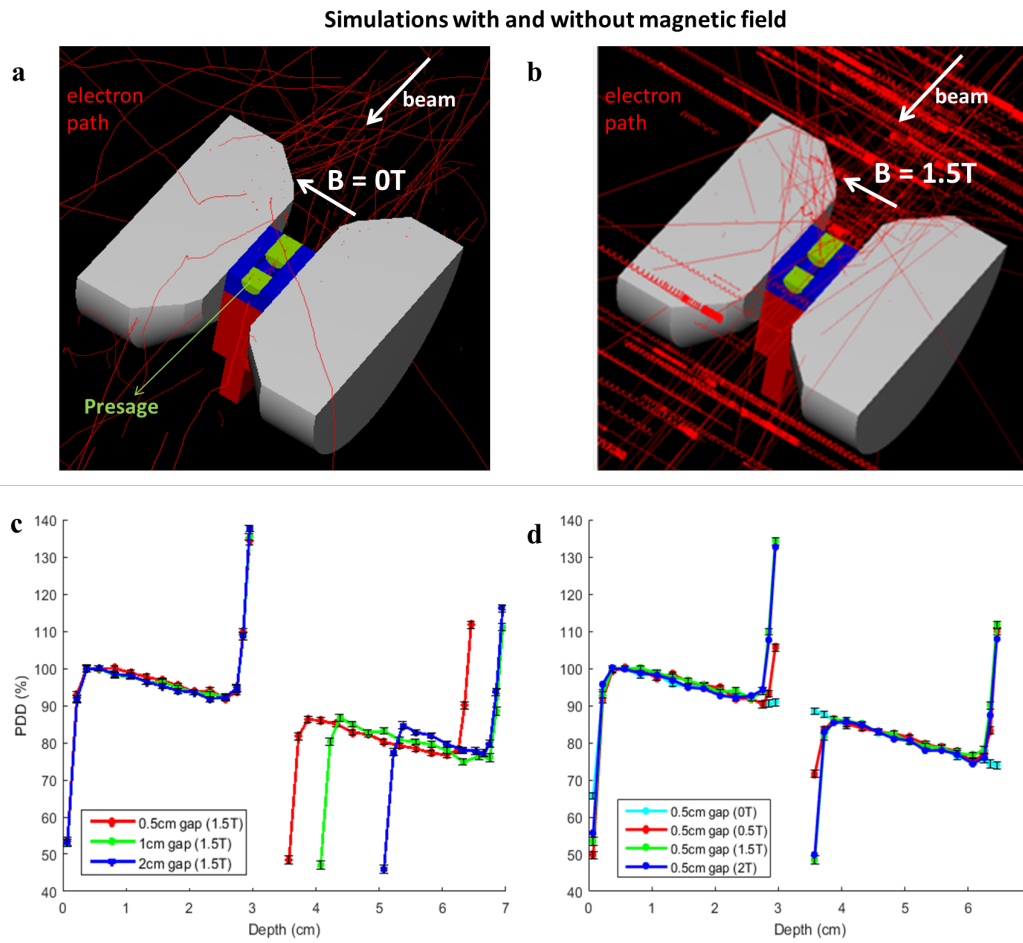 Simulations with and without magnetic field
a
electron
path
beam
B = 0T
Presage
b
electron
path
beam
B = 1.5T
c
140
130
120
110
100
90
80
70
60
50
40
PDD (%)
0 1 2 3 4 5 6 7
Depth (cm)
0.5cm gap (1.5T)
1cm gap (1.5T)
2cm gap (1.5T)
d
140
130
120
110
100
90
80
70
60
50
40
0 1 2 3 4 5 6
Depth (cm)
0.5cm gap (0T)
0.5cm gap (0.5T)
0.5cm gap (1.5T)
0.5cm gap (2T)